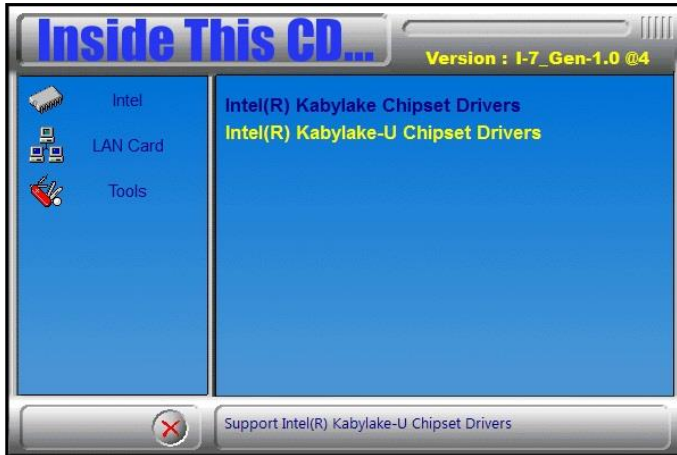 Inside This CD...
Version : I-7_Gen-1.0 @4
Intel
LAN Card
Tools
Intel(R) Kabylake Chipset Drivers
Intel(R) Kabylake-U Chipset Drivers
Support Intel(R) Kabylake-U Chipset Drivers